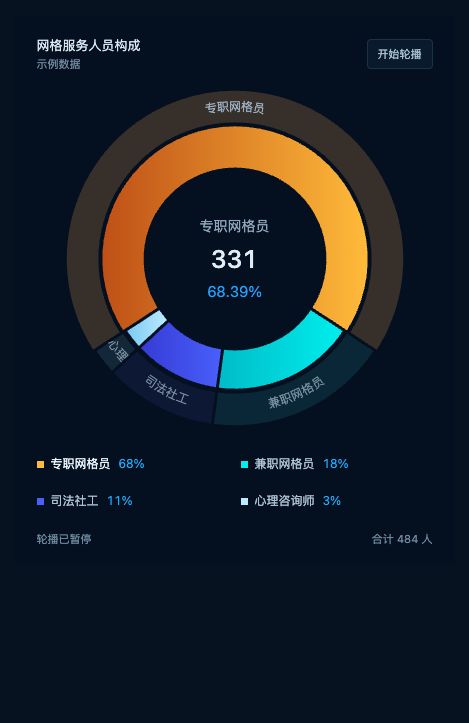 网格服务人员构成
示例数据
开始轮播
专职网格员
专职网格员
331
68.39%
心理
司法社工
兼职网格员
专职网格员 68%
兼职网格员 18%
司法社工 11%
心理咨询师 3%
轮播已暂停
合计 484 人